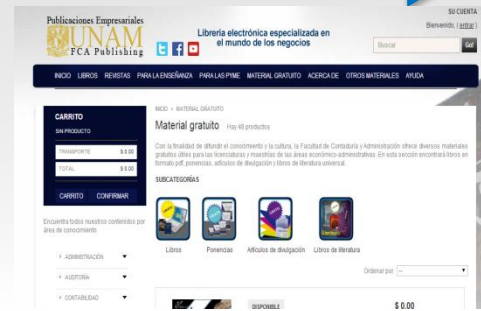 Publicaciones Empresariales
UNAM
FCA Publishing
Librería electrónica especializada en
el mundo de los negocios
SU CUENTA
Bienvenido, ( entrar )
Buscar
Go!
INICIO LIBROS REVISTAS PARA LA ENSEÑANZA PARA LAS PYME MATERIAL GRATUITO ACERCA DE OTROS MATERIALES AYUDA
CARRITO
SIN PRODUCTO
TRANSPORTE $ 0.00
TOTAL $ 0.00
CARRITO CONFIRMAR
Encuentra todos nuestros contenidos por
área de conocimiento
ADMINISTRACIÓN
AUDITORÍA
CONTABILIDAD
INICIO > MATERIAL GRATUITO
Material gratuito Hay 48 productos
Con la finalidad de difundir el conocimiento y la cultura, la Facultad de Contaduría y Administración ofrece diversos materiales
gratuitos útiles para las licenciaturas y maestrías de las áreas económico-administrativas. En esta sección encontrará libros en
formato pdf, ponencias, artículos de divulgación y libros de literatura universal.
SUBCATEGORÍAS
Libros Ponencias Artículos de divulgación Libros de literatura
Ordenar por --
DISPONIBLE $ 0.00